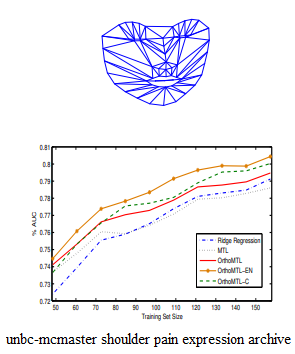 0.81
0.8
0.79
0.78
0.77
0.76
0.75
0.74
0.73
0.72
% AUC
50 60 70 80 90 100 110 120 130 140 150
Training Set Size
Ridge Regression
MTL
OrthoMTL
OrthoMTL-EN
OrthoMTL-C
unbc-mcmaster shoulder pain expression archive